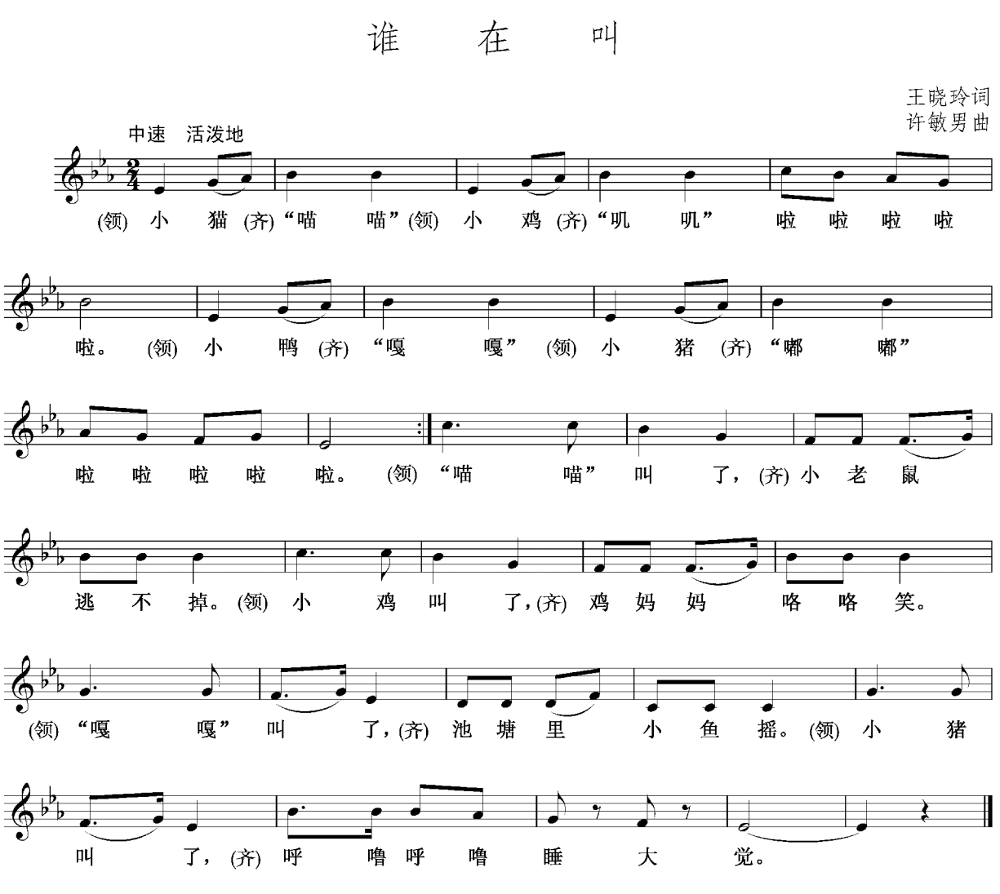 谁 在 叫
王晓玲词
许敏男曲
中速 活泼地
2/4
(领) 小 猫 (齐) “喵 喵” (领) 小 鸡 (齐) “叽 叽” 啦 啦 啦 啦
啦。 (领) 小 鸭 (齐) “嘎 嘎” (领) 小 猪 (齐) “嘟 嘟”
啦 啦 啦 啦 啦。 (领) “喵 喵” 叫 了, (齐) 小 老 鼠
逃 不 掉。 (领) 小 鸡 叫 了, (齐) 鸡 妈 妈 咯 咯 笑。
(领) “嘎 嘎” 叫 了, (齐) 池 塘 里 小 鱼 摇。 (领) 小 猪
叫 了, (齐) 呼 噜 呼 噜 睡 大 觉。